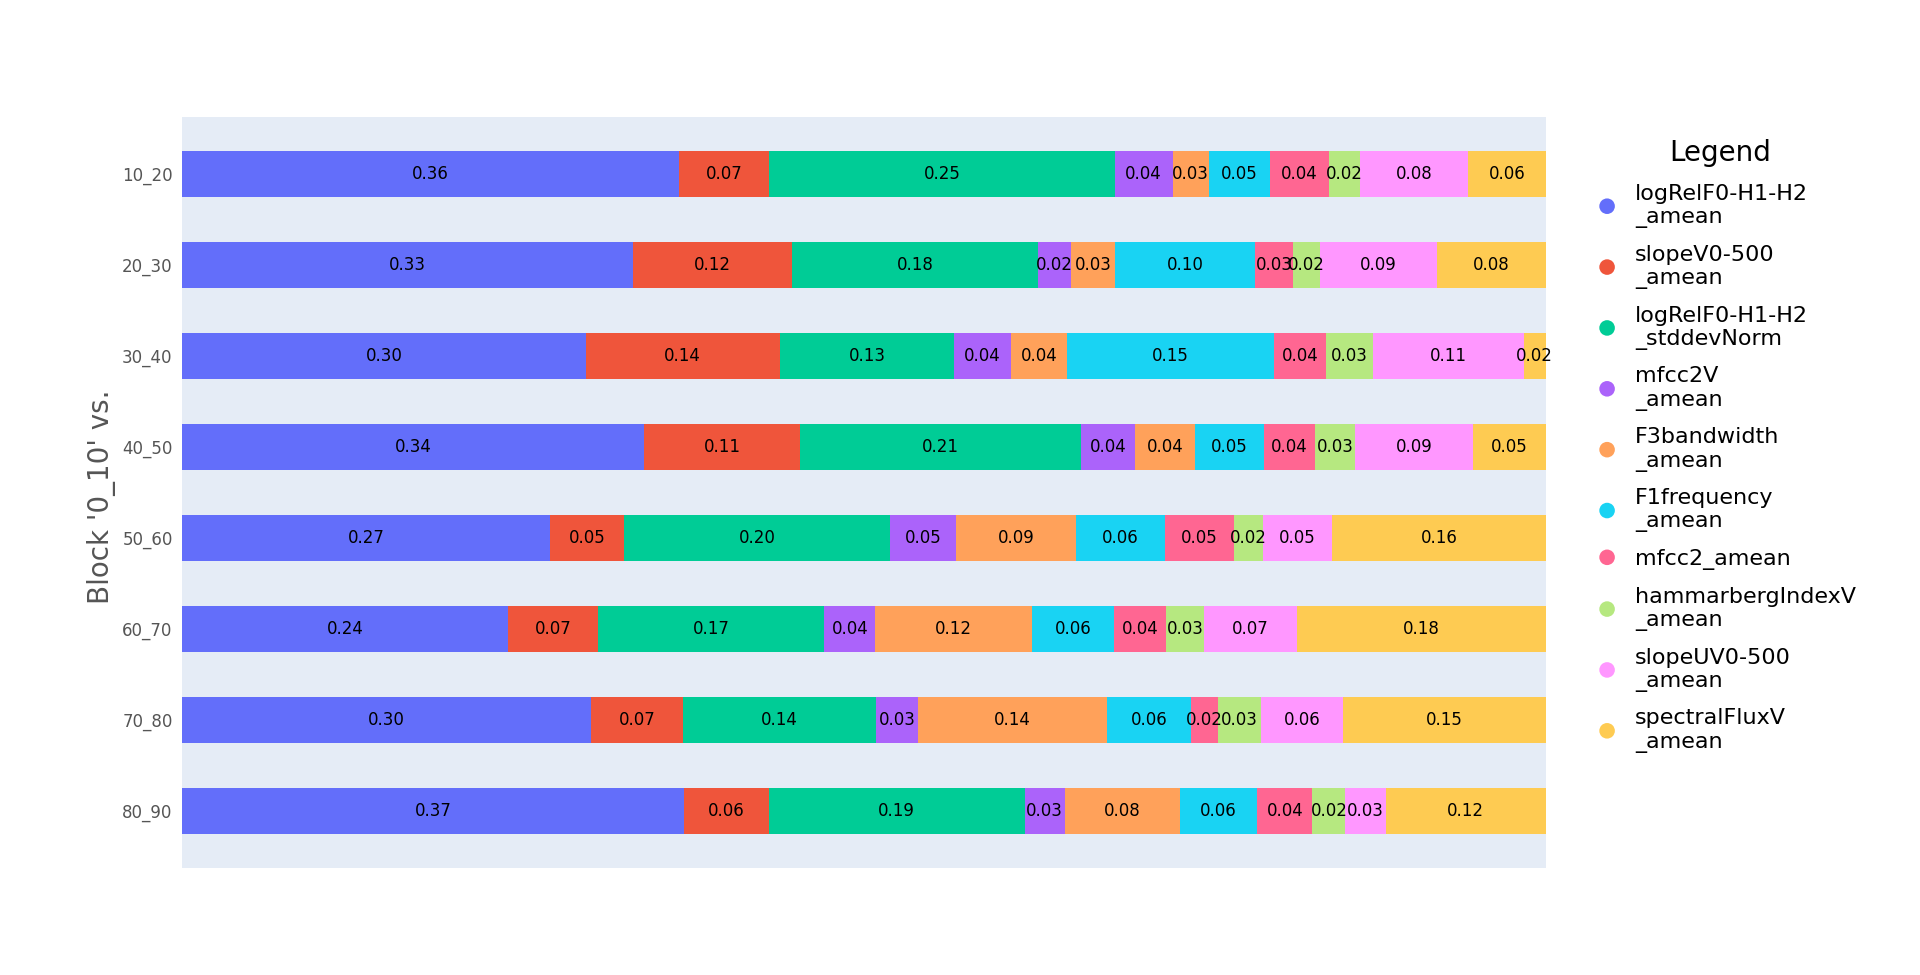 Legend
logRelF0-H1-H2
_amean
slopeV0-500
_amean
logRelF0-H1-H2
_stddevNorm
mfcc2V
_amean
F3bandwidth
_amean
F1frequency
_amean
mfcc2_amean
hammarbergIndexV
_amean
slopeUV0-500
_amean
spectralFluxV
_amean
Block '0_10' vs.
10_20 0.36 0.07 0.25 0.04 0.03 0.05 0.04 0.02 0.08 0.06
20_30 0.33 0.12 0.18 0.02 0.03 0.10 0.03 0.02 0.09 0.08
30_40 0.30 0.14 0.13 0.04 0.04 0.15 0.04 0.03 0.11 0.02
40_50 0.34 0.11 0.21 0.04 0.04 0.05 0.04 0.03 0.09 0.05
50_60 0.27 0.05 0.20 0.05 0.09 0.06 0.05 0.02 0.05 0.16
60_70 0.24 0.07 0.17 0.04 0.12 0.06 0.04 0.03 0.07 0.18
70_80 0.30 0.07 0.14 0.03 0.14 0.06 0.02 0.03 0.06 0.15
80_90 0.37 0.06 0.19 0.03 0.08 0.06 0.04 0.02 0.03 0.12